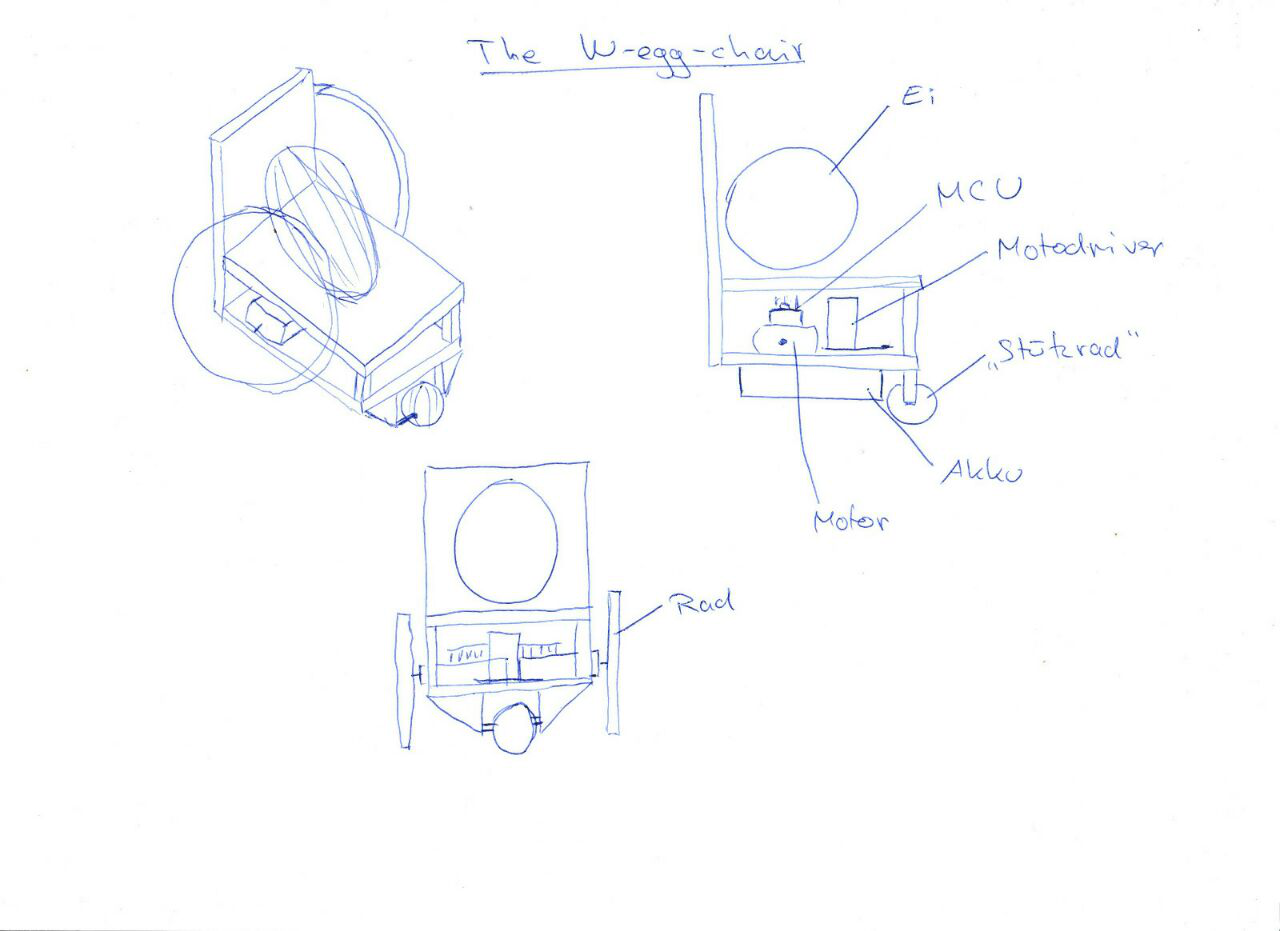 The W-egg-chair
Ei
MCU
Motodriver
„Stützrad“
Akku
Motor
Rad